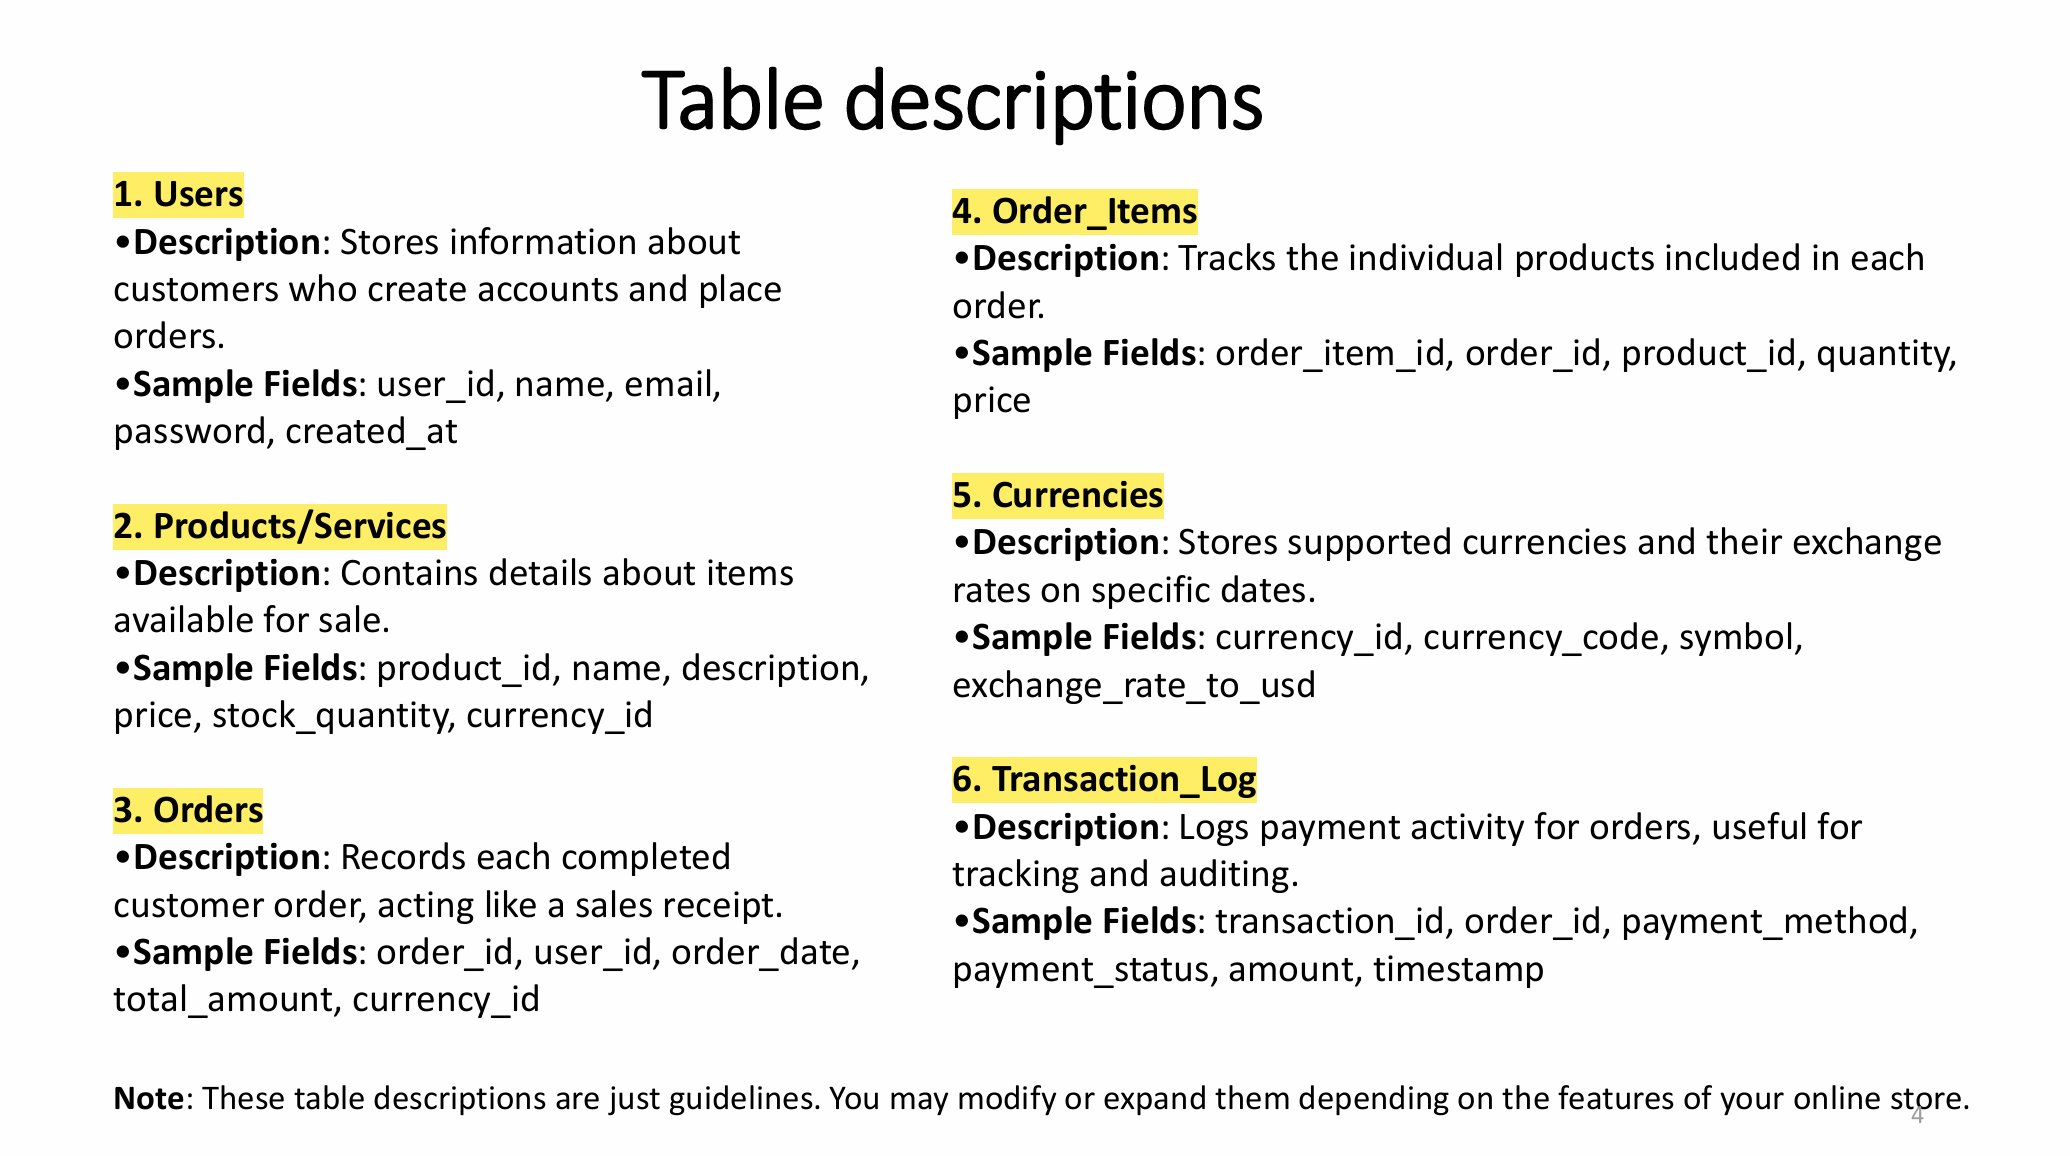 Table descriptions
1. Users
•Description: Stores information about
customers who create accounts and place
orders.
•Sample Fields: user_id, name, email,
password, created_at
2. Products/Services
•Description: Contains details about items
available for sale.
•Sample Fields: product_id, name, description,
price, stock_quantity, currency_id
3. Orders
•Description: Records each completed
customer order, acting like a sales receipt.
•Sample Fields: order_id, user_id, order_date,
total_amount, currency_id
4. Order_Items
•Description: Tracks the individual products included in each
order.
•Sample Fields: order_item_id, order_id, product_id, quantity,
price
5. Currencies
•Description: Stores supported currencies and their exchange
rates on specific dates.
•Sample Fields: currency_id, currency_code, symbol,
exchange_rate_to_usd
6. Transaction_Log
•Description: Logs payment activity for orders, useful for
tracking and auditing.
•Sample Fields: transaction_id, order_id, payment_method,
payment_status, amount, timestamp
Note: These table descriptions are just guidelines. You may modify or expand them depending on the features of your online store.
4